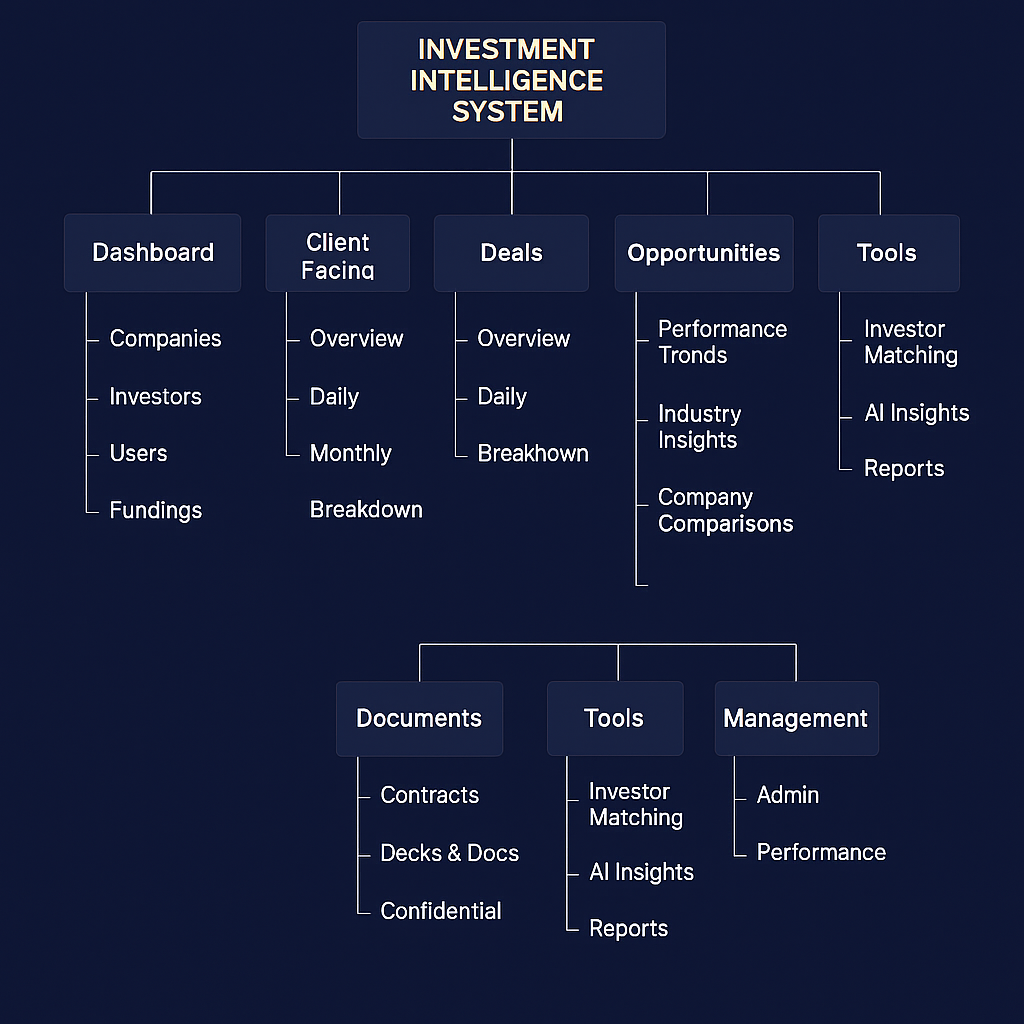 INVESTMENT
INTELLIGENCE
SYSTEM
Dashboard
Companies
Investors
Users
Fundings
Client
Facing
Overview
Daily
Monthly
Breakdown
Deals
Overview
Daily
Breakhown
Opportunities
Performance
Tronds
Industry
Insights
Company
Comparisons
Tools
Investor
Matching
AI Insights
Reports
Documents
Contracts
Decks & Docs
Confidential
Tools
Investor
Matching
AI Insights
Reports
Management
Admin
Performance